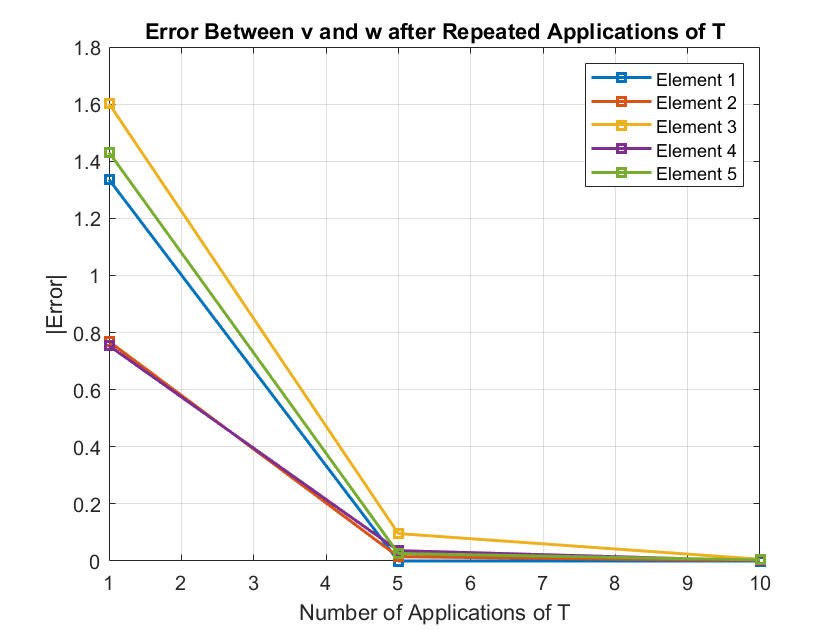 Error Between v and w after Repeated Applications of T
1.8
1.6
1.4
1.2
1
0.8
0.6
0.4
0.2
0
|Error|
Element 1
Element 2
Element 3
Element 4
Element 5
1 2 3 4 5 6 7 8 9 10
Number of Applications of T